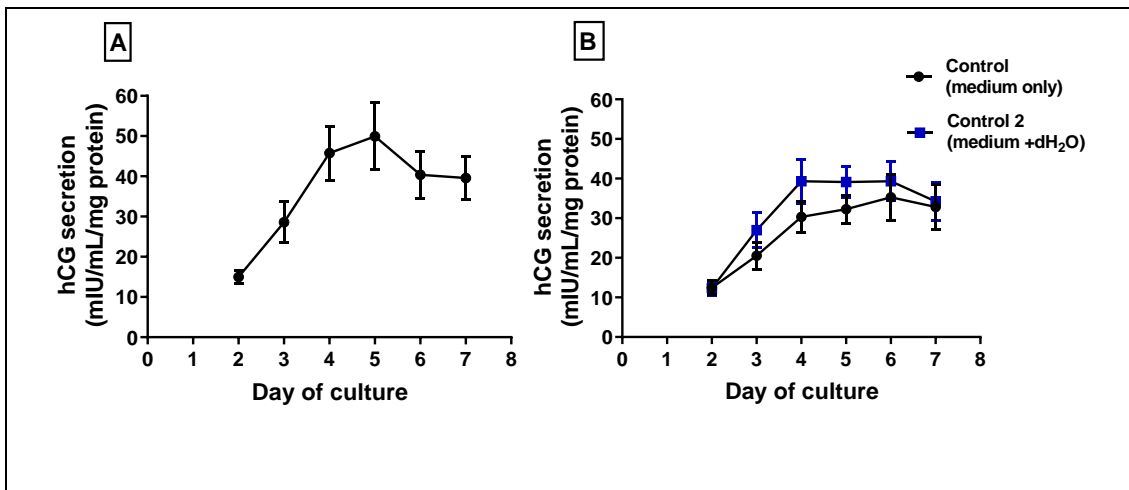 A
hCG secretion
(mIU/mL/mg protein)
60
50
40
30
20
10
0
0 1 2 3 4 5 6 7 8
Day of culture
B
Control
(medium only)
Control 2
(medium +dH₂O)
hCG secretion
(mIU/mL/mg protein)
60
50
40
30
20
10
0
0 1 2 3 4 5 6 7 8
Day of culture